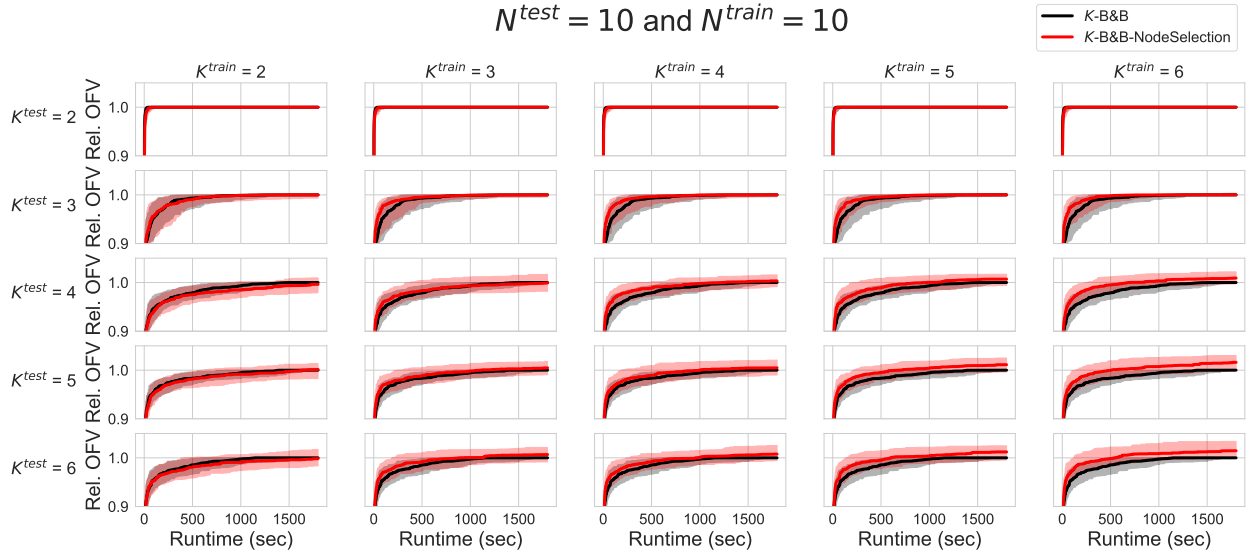 N^test = 10 and N^train = 10
K-B&B
K-B&B-NodeSelection
K^train = 2
K^train = 3
K^train = 4
K^train = 5
K^train = 6
K^test = 2
Rel. OFV
1.0
0.9
K^test = 3
Rel. OFV
1.0
0.9
K^test = 4
Rel. OFV
1.0
0.9
K^test = 5
Rel. OFV
1.0
0.9
K^test = 6
Rel. OFV
1.0
0.9
0 500 1000 1500
0 500 1000 1500
0 500 1000 1500
0 500 1000 1500
0 500 1000 1500
Runtime (sec)
Runtime (sec)
Runtime (sec)
Runtime (sec)
Runtime (sec)